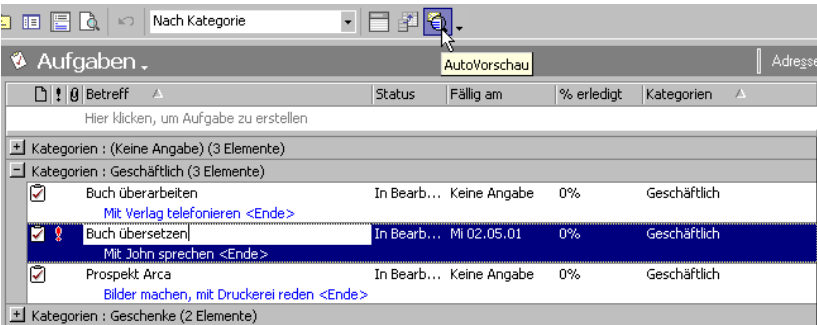 Nach Kategorie
Aufgaben
AutoVorschau
Adresse
Betreff Status Fällig am % erledigt Kategorien
Hier klicken, um Aufgabe zu erstellen
Kategorien : (Keine Angabe) (3 Elemente)
Kategorien : Geschäftlich (3 Elemente)
Buch überarbeiten In Bearb... Keine Angabe 0% Geschäftlich
Mit Verlag telefonieren <Ende>
Buch übersetzen In Bearb... Mi 02.05.01 0% Geschäftlich
Mit John sprechen <Ende>
Prospekt Arca In Bearb... Keine Angabe 0% Geschäftlich
Bilder machen, mit Druckerei reden <Ende>
Kategorien : Geschenke (2 Elemente)